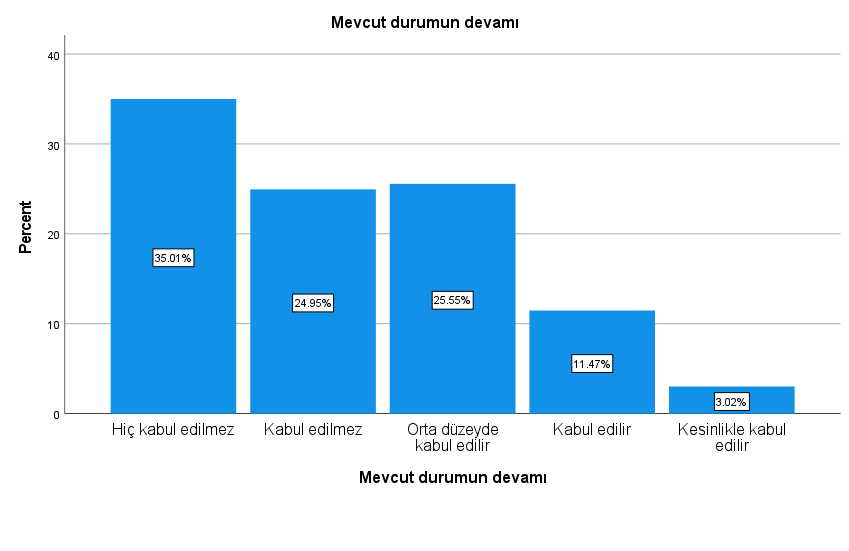 Mevcut durumun devamı
40
30
20
10
0
Percent
35.01%
24.95%
25.55%
11.47%
3.02%
Hiç kabul edilmez
Kabul edilmez
Orta düzeyde
kabul edilir
Kabul edilir
Kesinlikle kabul
edilir
Mevcut durumun devamı